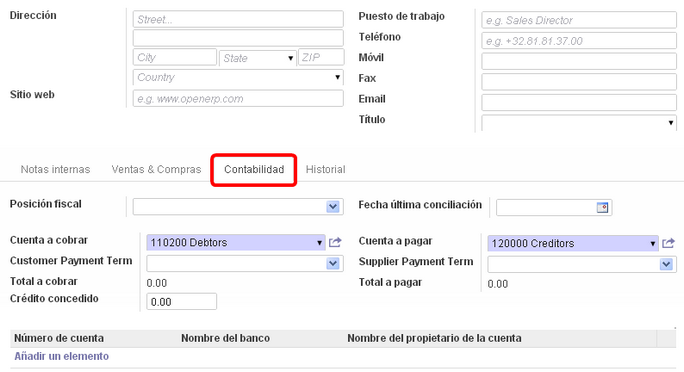 Dirección
Street...
City
State
ZIP
Country
Sitio web
e.g. www.openerp.com
Puesto de trabajo
e.g. Sales Director
Teléfono
e.g. +32.81.81.37.00
Móvil
Fax
Email
Título
Notas internas Ventas & Compras Contabilidad Historial
Posición fiscal
Fecha última conciliación
Cuenta a cobrar 110200 Debtors
Cuenta a pagar 120000 Creditors
Customer Payment Term
Supplier Payment Term
Total a cobrar 0.00
Total a pagar 0.00
Crédito concedido 0.00
Número de cuenta Nombre del banco Nombre del propietario de la cuenta
Añadir un elemento